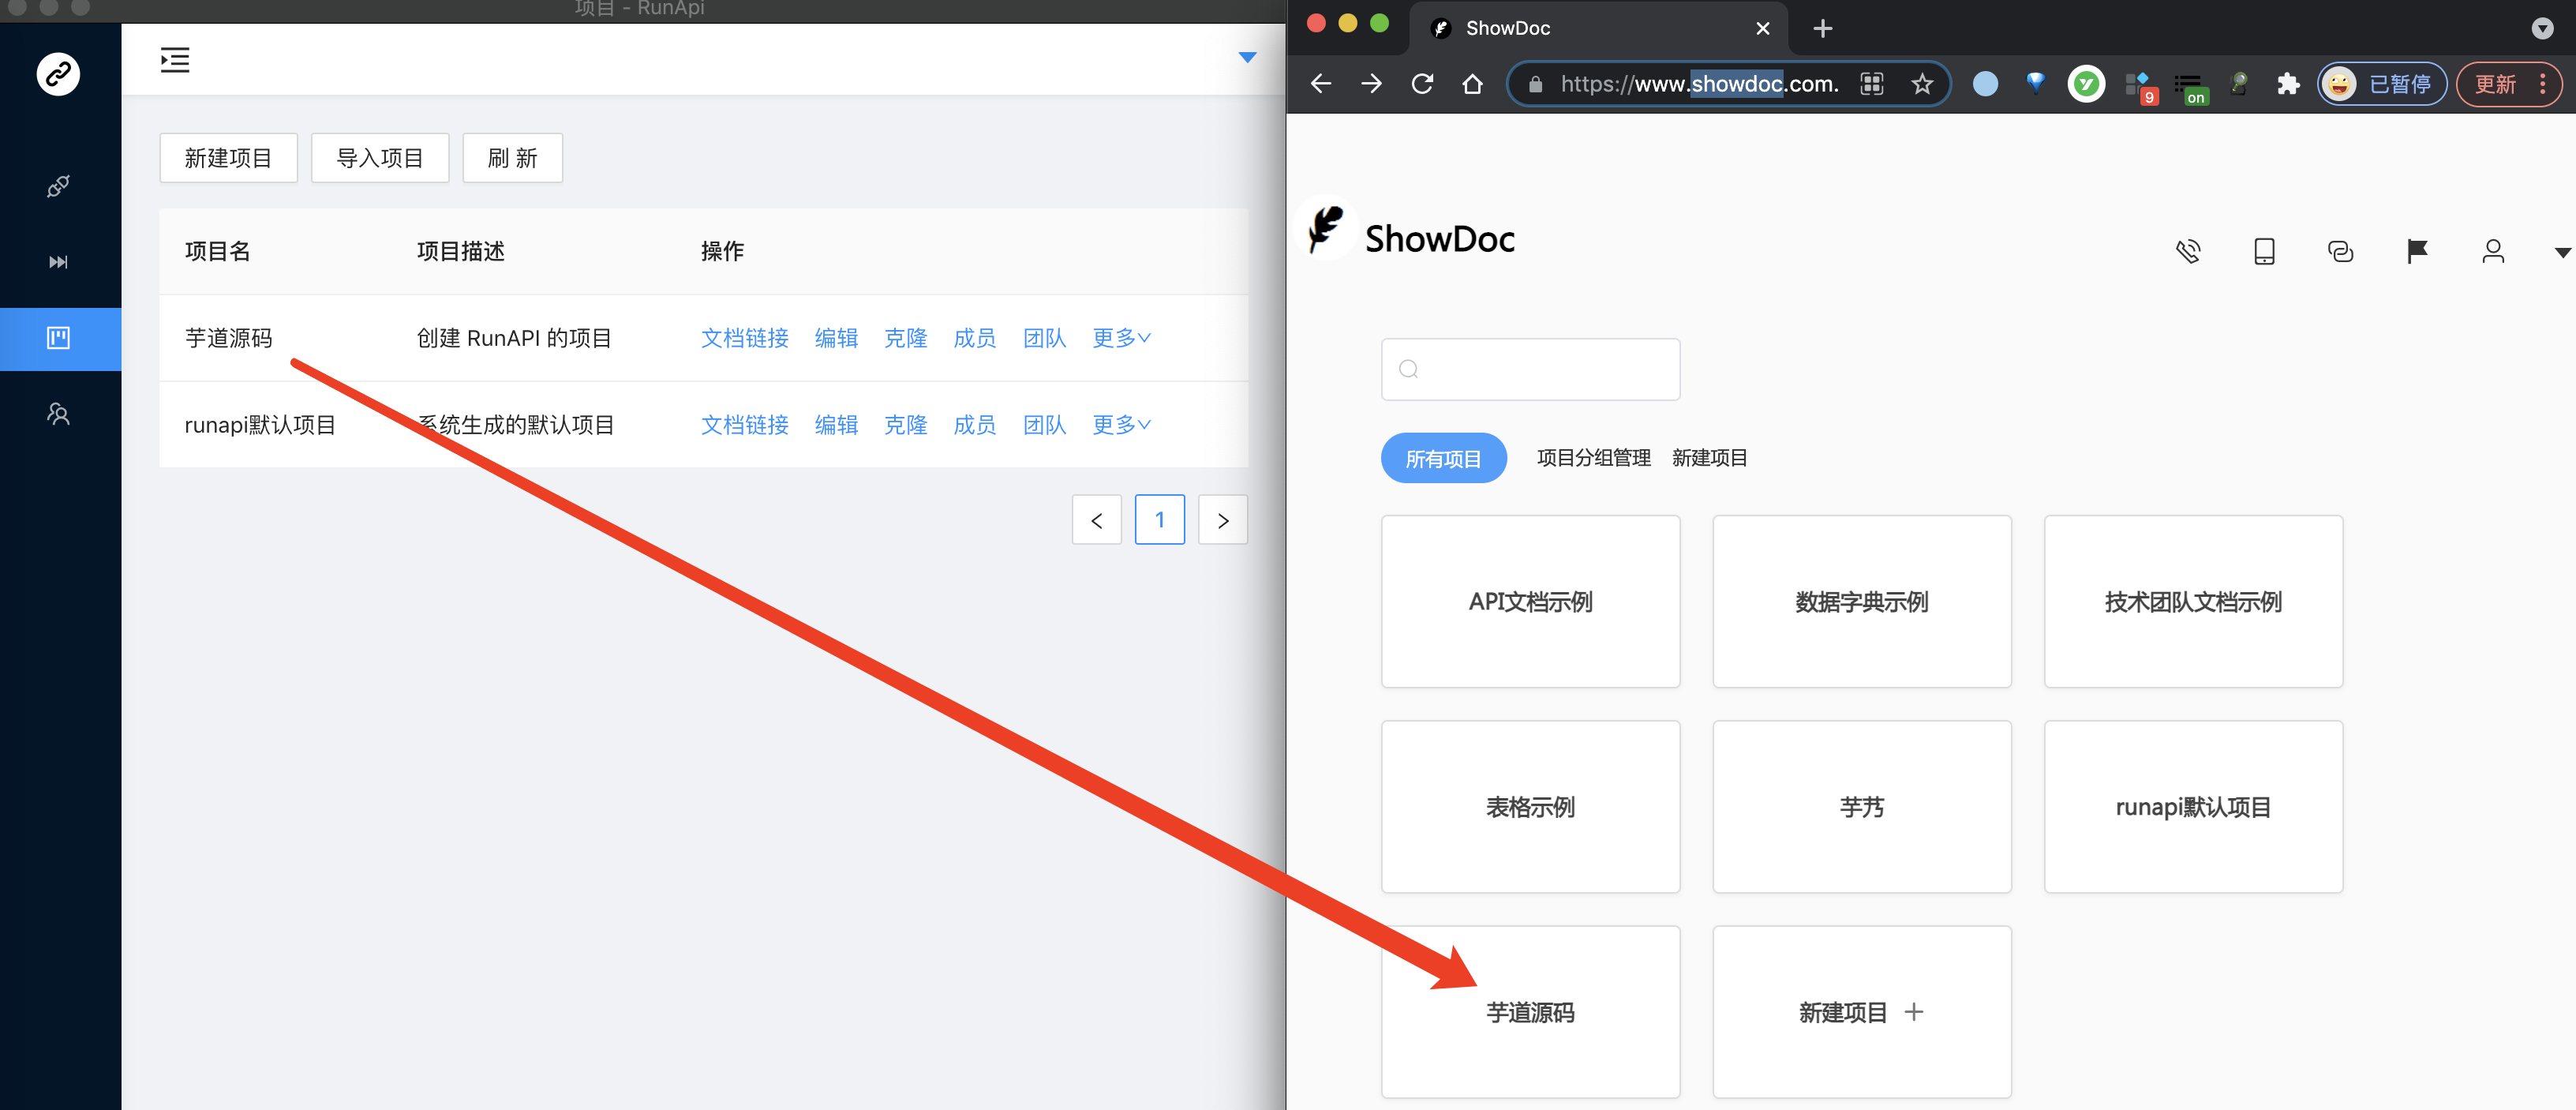 项目 - RunApi
新建项目 导入项目 刷 新
项目名 项目描述 操作
芋道源码 创建 RunAPI 的项目 文档链接 编辑 克隆 成员 团队 更多
runapi默认项目 系统生成的默认项目 文档链接 编辑 克隆 成员 团队 更多
1
ShowDoc
https://www.showdoc.com.
9
on
已暂停
更新
ShowDoc
所有项目 项目分组管理 新建项目
API文档示例 数据字典示例 技术团队文档示例
表格示例 芋艿 runapi默认项目
芋道源码 新建项目 +